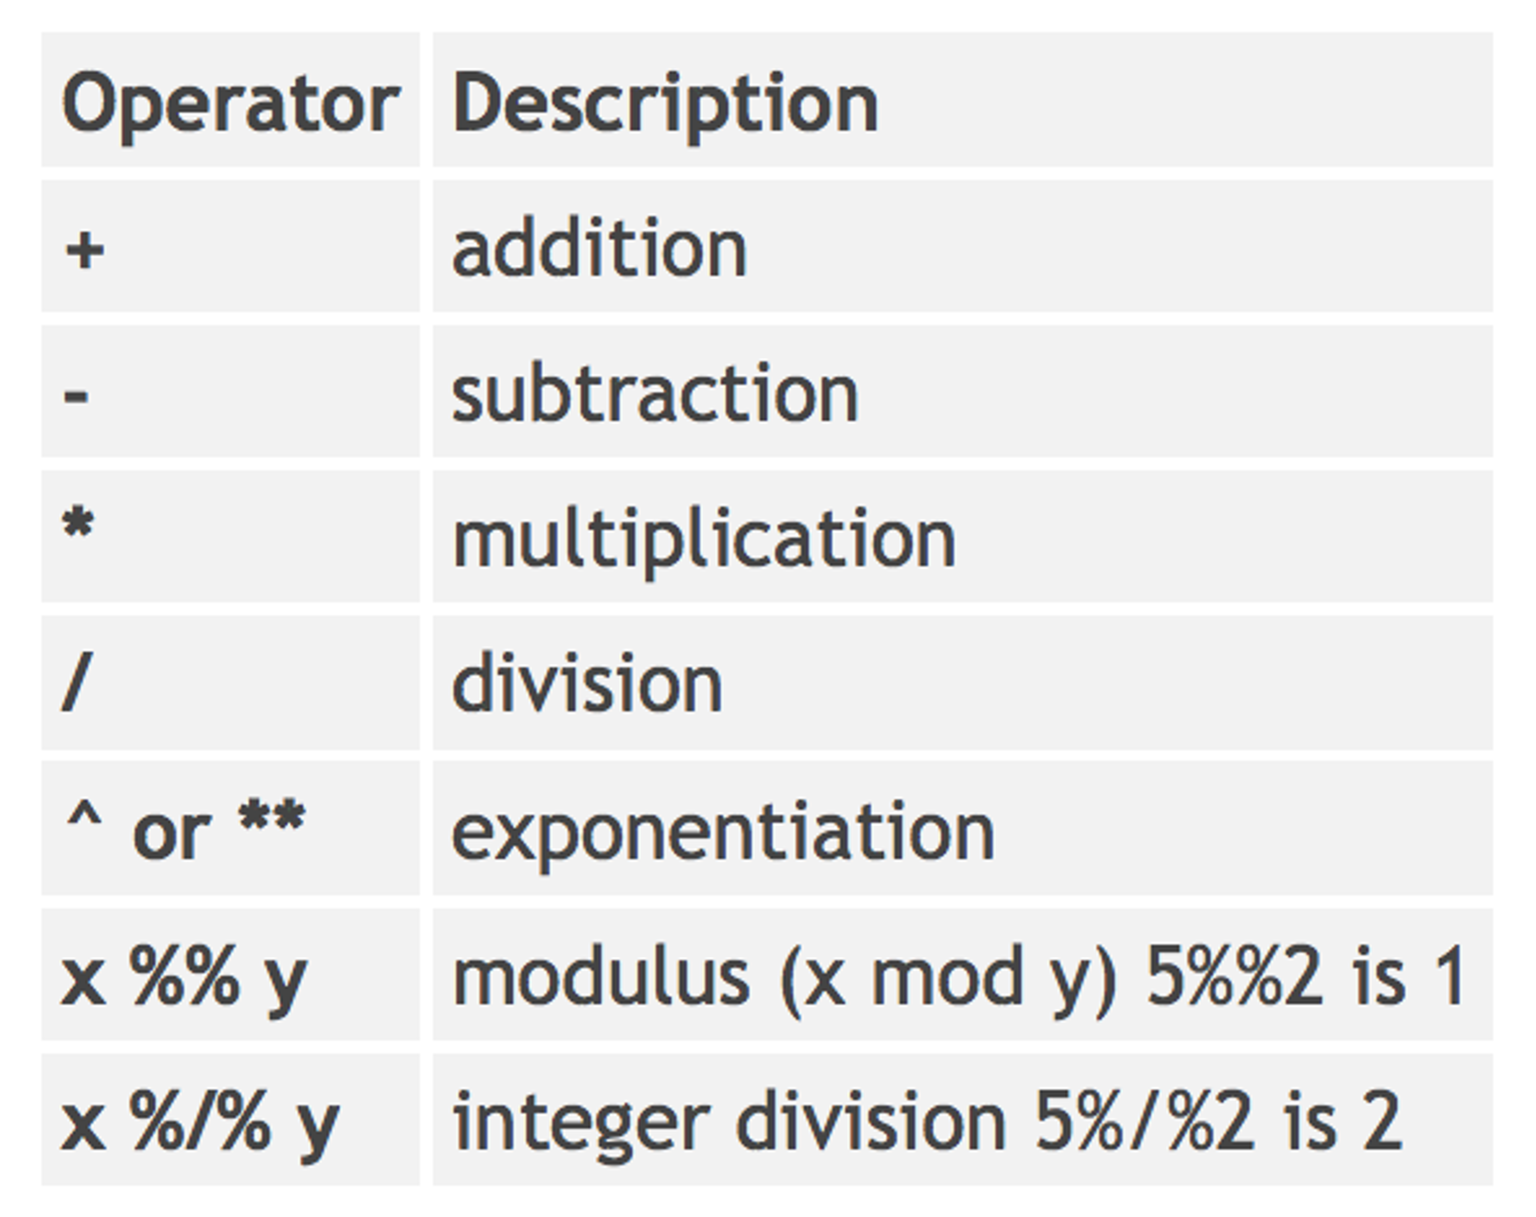 Operator Description
+ addition
- subtraction
* multiplication
/ division
^ or ** exponentiation
x %% y modulus (x mod y) 5%%2 is 1
x %/% y integer division 5%/%2 is 2